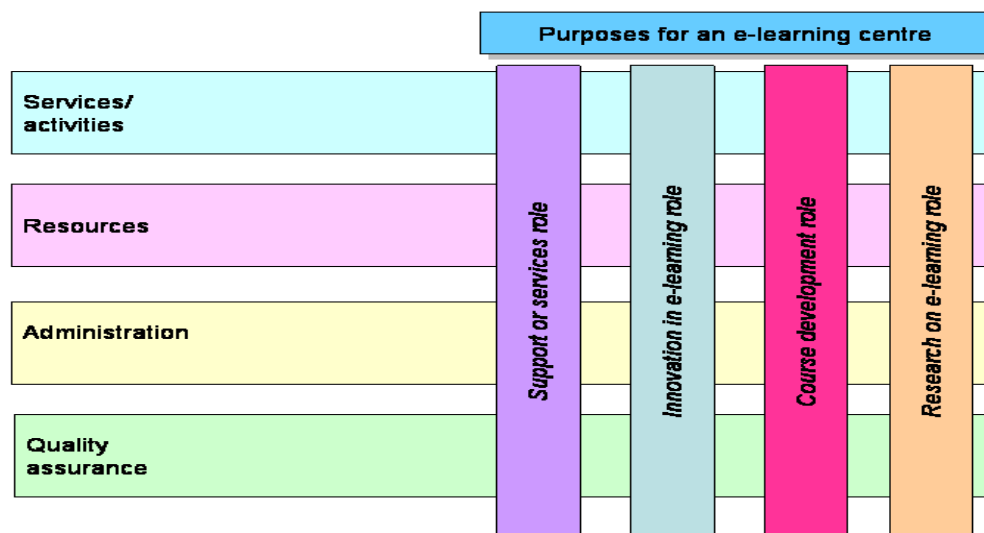 Purposes for an e-learning centre
Services/
activities
Resources
Administration
Quality
assurance
Support or services role
Innovation in e-learning role
Course development role
Research on e-learning role